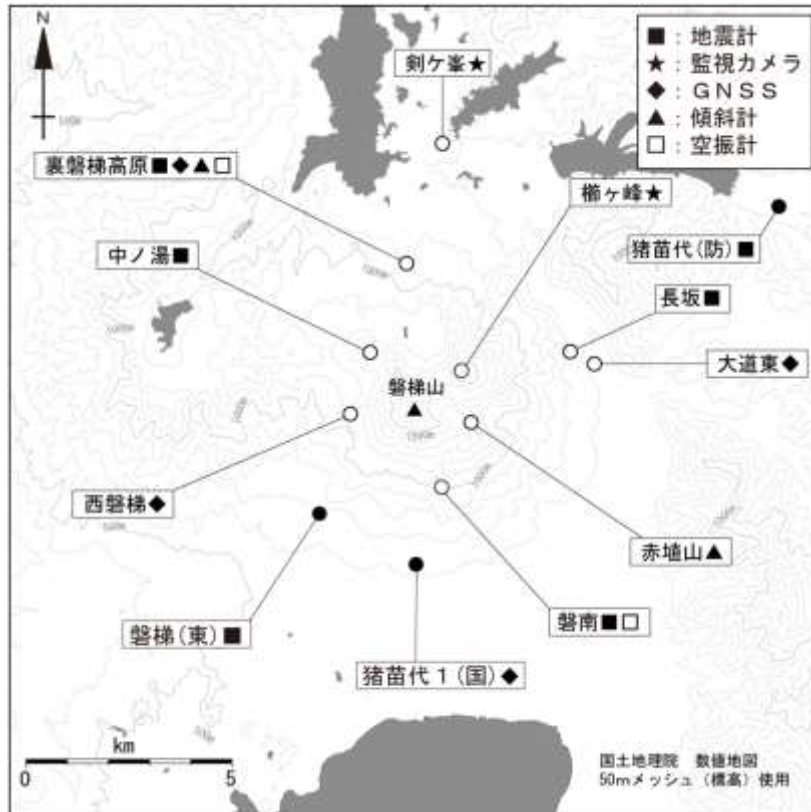 N
■：地震計
★：監視カメラ
◆：ＧＮＳＳ
▲：傾斜計
□：空振計
剣ケ峯★
裏磐梯高原■◆▲□
櫛ヶ峰★
中ノ湯■
猪苗代(防)■
長坂■
大道東◆
磐梯山
西磐梯◆
赤埴山▲
磐梯(東)■
磐南■□
猪苗代１(国)◆
km
0 5
国土地理院　数値地図
50mメッシュ（標高）使用